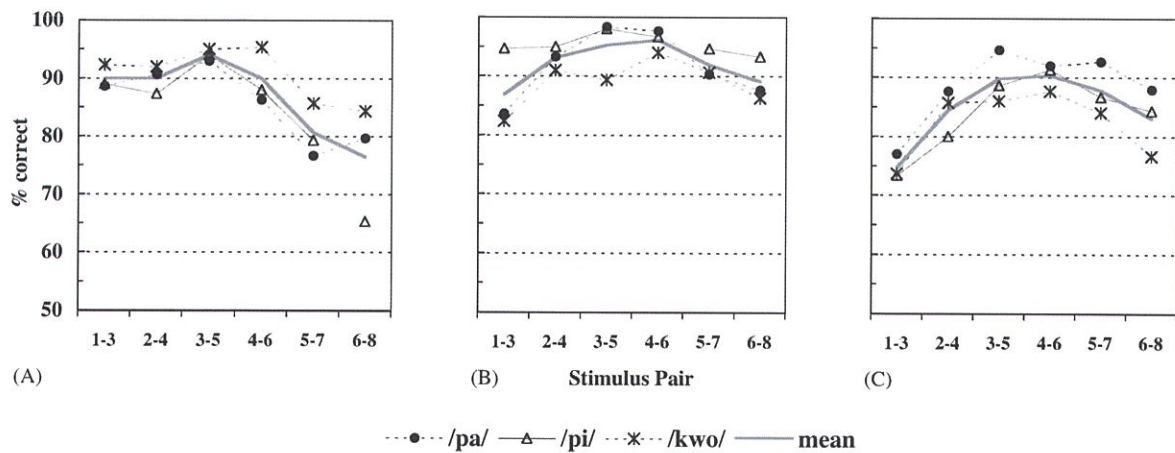 100
90
80
70
60
50
% correct
1-3 2-4 3-5 4-6 5-7 6-8
1-3 2-4 3-5 4-6 5-7 6-8
1-3 2-4 3-5 4-6 5-7 6-8
(A) (B) Stimulus Pair (C)
/pa/ /pi/ /kwo/ mean